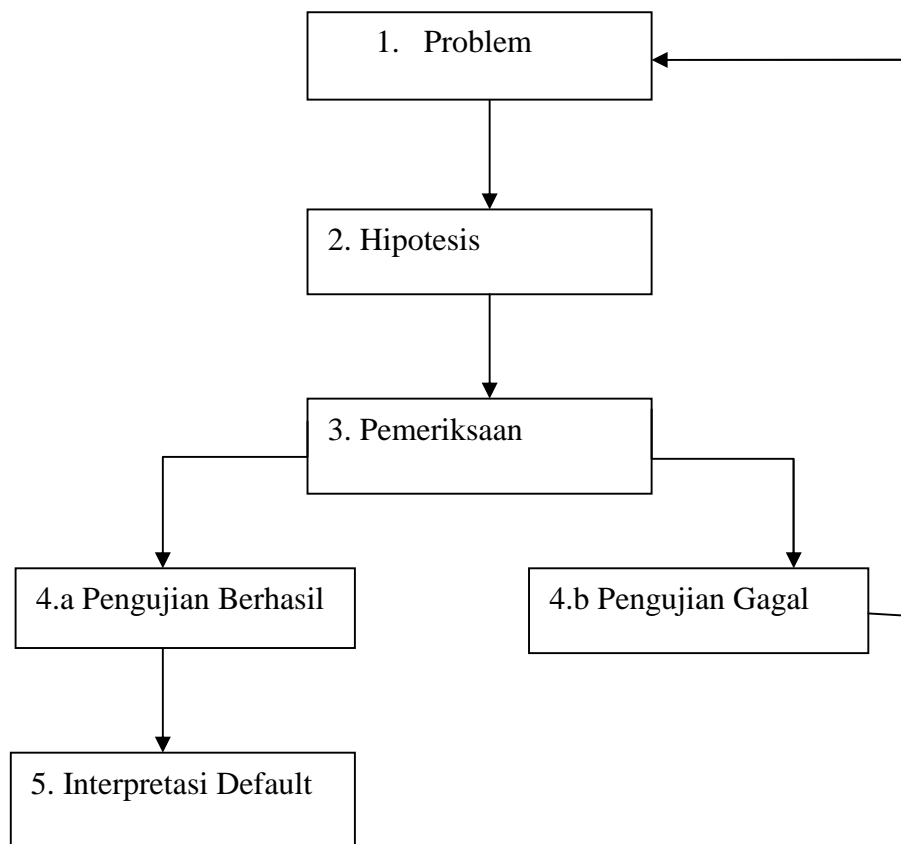 1. Problem
2. Hipotesis
3. Pemeriksaan
4.a Pengujian Berhasil
4.b Pengujian Gagal
5. Interpretasi Default